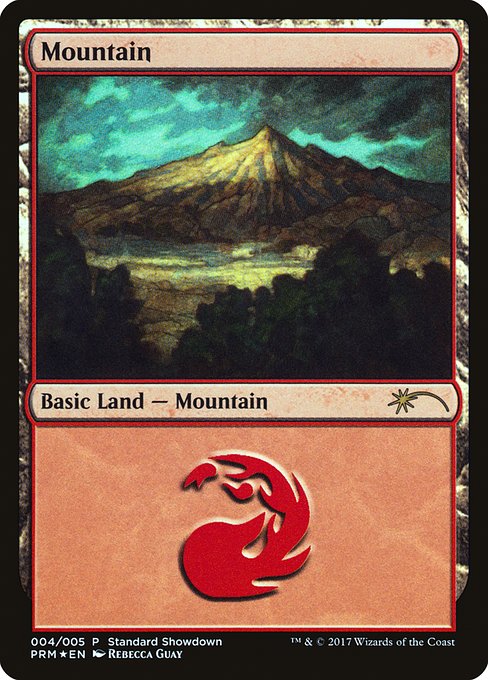 Mountain
Basic Land — Mountain
004/005 P Standard Showdown
™ & © 2017 Wizards of the Coast
PRM★EN Rebecca Guay